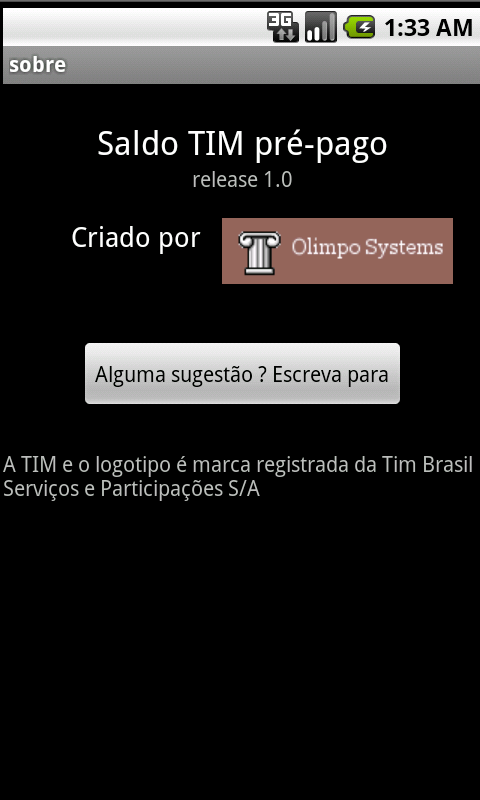 3G
1:33 AM
sobre
Saldo TIM pré-pago
release 1.0
Criado por
Olimpo Systems
Alguma sugestão ? Escreva para
A TIM e o logotipo é marca registrada da Tim Brasil
Serviços e Participações S/A